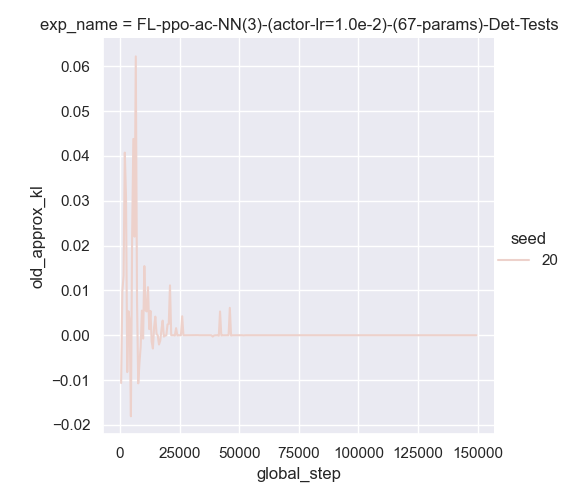 exp_name = FL-ppo-ac-NN(3)-(actor-lr=1.0e-2)-(67-params)-Det-Tests
0.06
0.05
0.04
0.03
0.02
0.01
0.00
−0.01
−0.02
old_approx_kl
0 25000 50000 75000 100000 125000 150000
global_step
seed
20